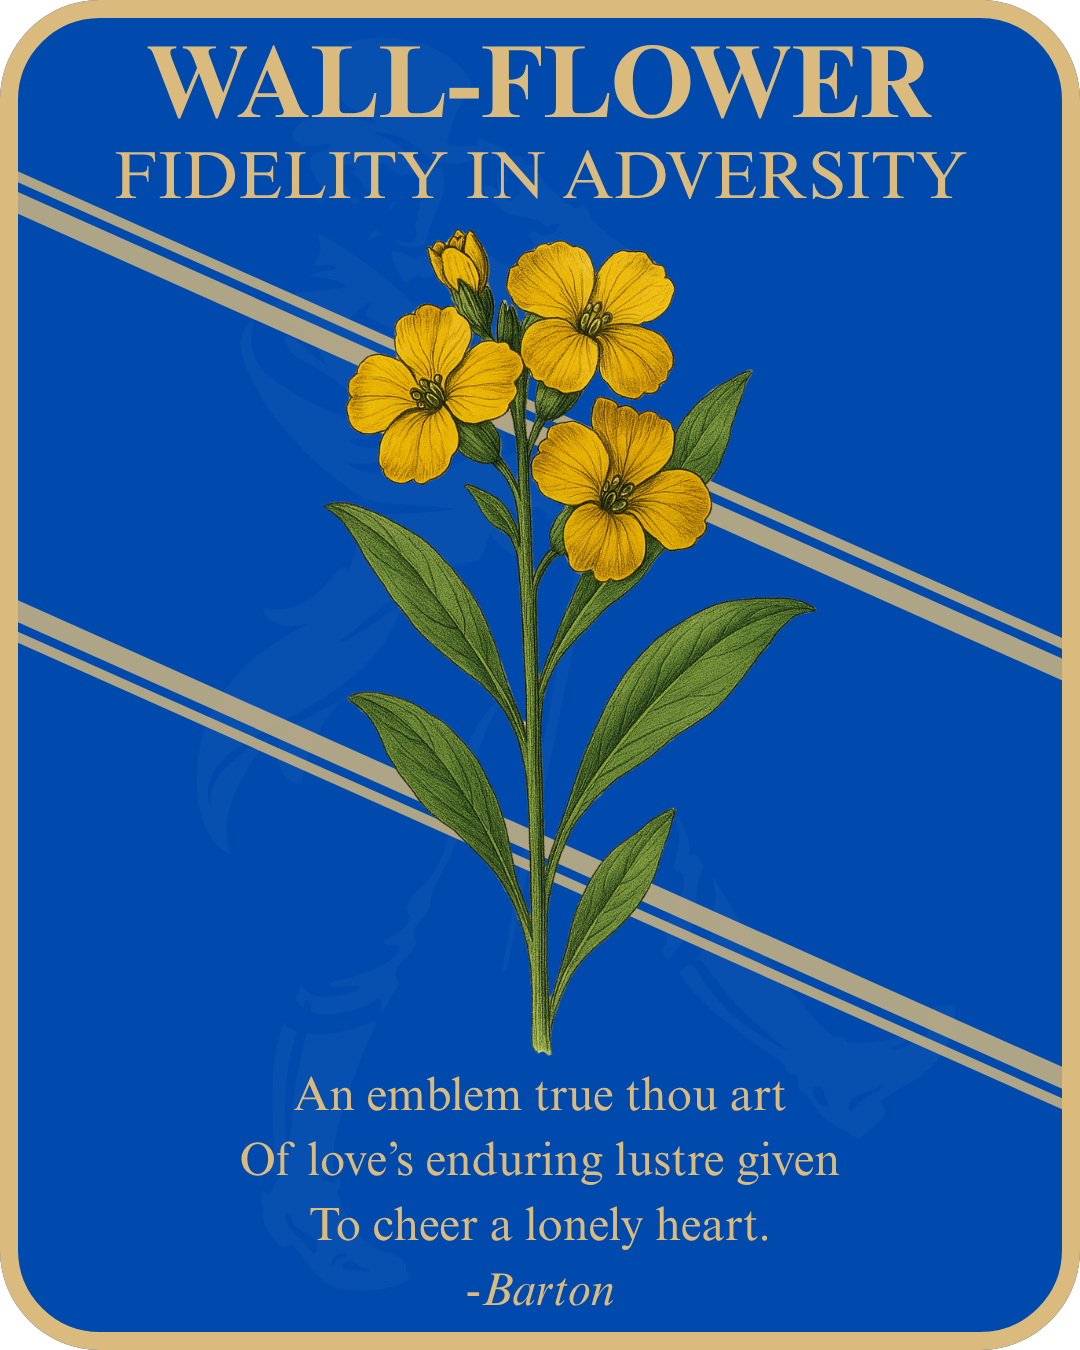 WALL-FLOWER
FIDELITY IN ADVERSITY
An emblem true thou art
Of love’s enduring lustre given
To cheer a lonely heart.
-Barton